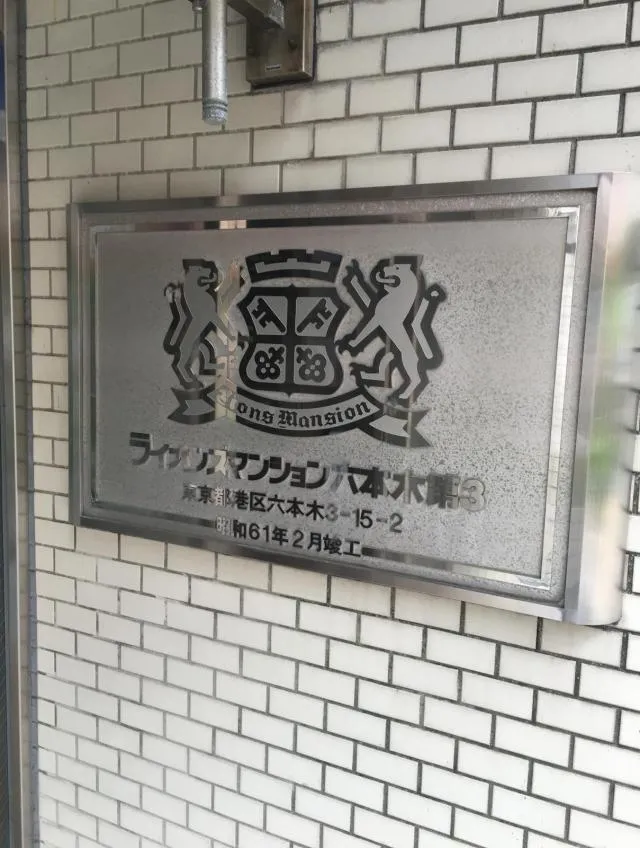 Lions Mansion
ライオンズマンション六本木第3
東京都港区六本木3-15-2
昭和61年2月竣工